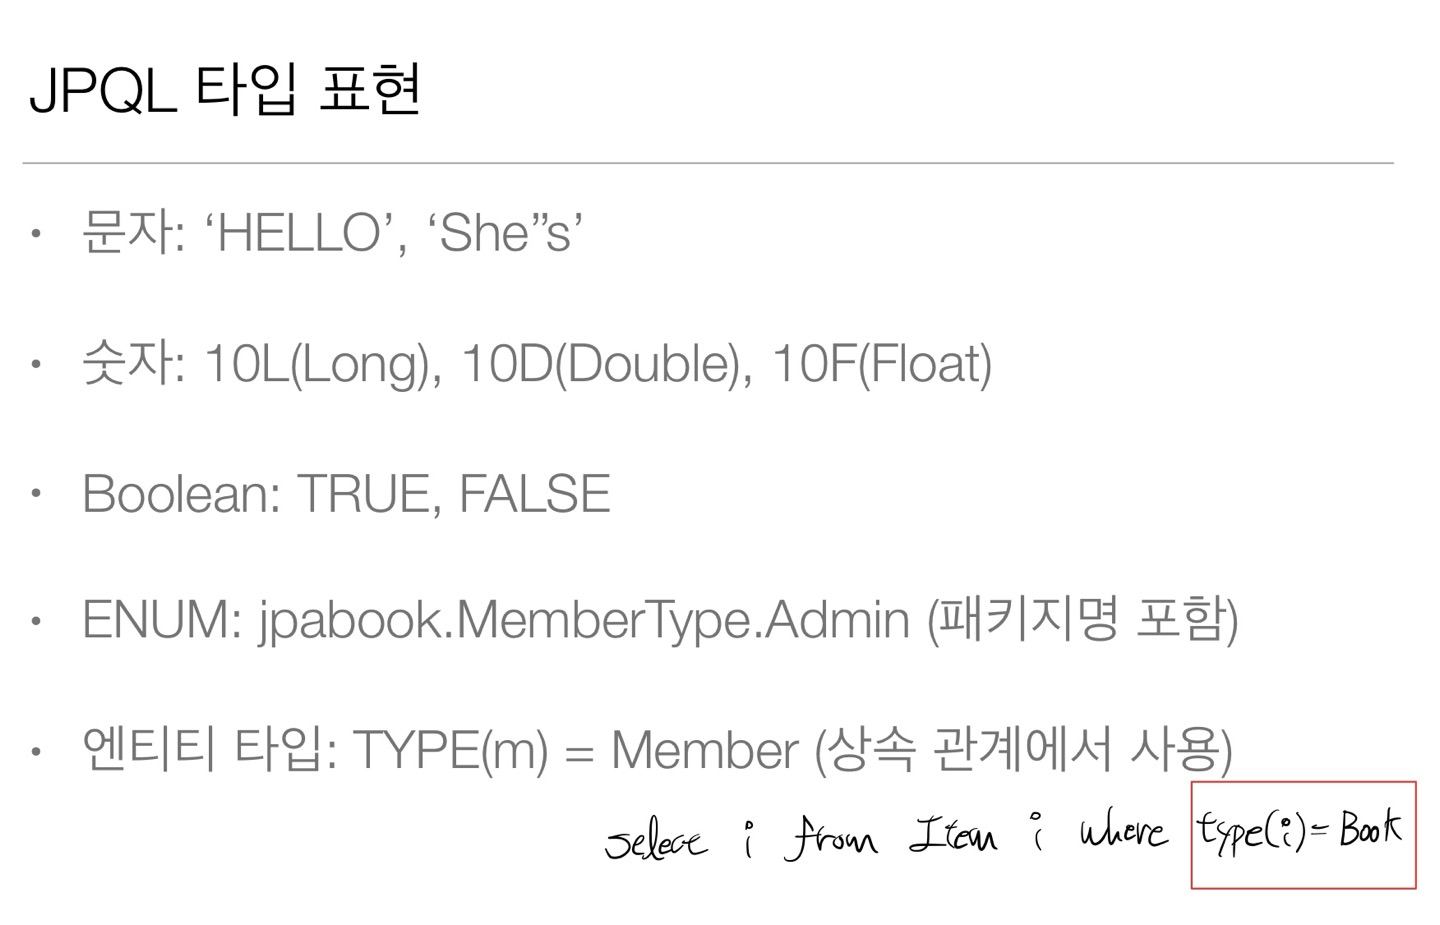 JPQL 타입 표현
• 문자: ‘HELLO’, ‘She’’s’
• 숫자: 10L(Long), 10D(Double), 10F(Float)
• Boolean: TRUE, FALSE
• ENUM: jpabook.MemberType.Admin (패키지명 포함)
• 엔티티 타입: TYPE(m) = Member (상속 관계에서 사용)
select i from Item i where type(i)= Book